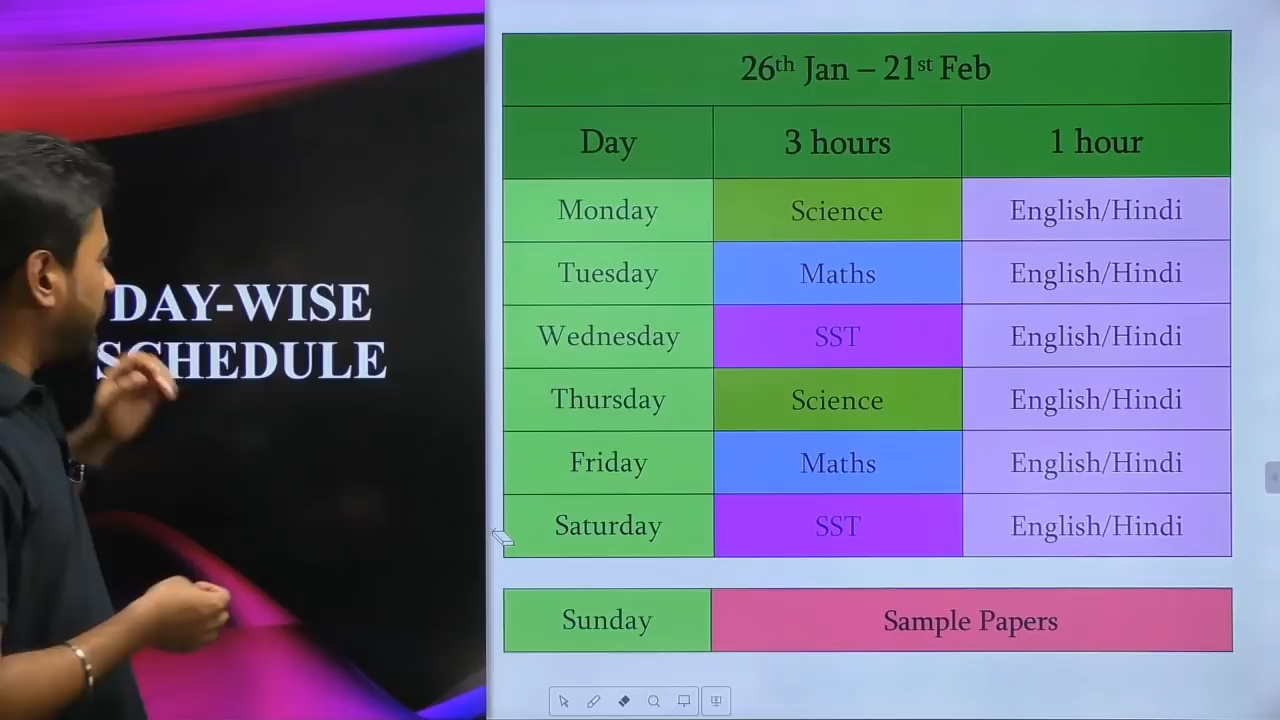 DAY-WISE
SCHEDULE
26th Jan – 21st Feb
Day 3 hours 1 hour
Monday Science English/Hindi
Tuesday Maths English/Hindi
Wednesday SST English/Hindi
Thursday Science English/Hindi
Friday Maths English/Hindi
Saturday SST English/Hindi
Sunday Sample Papers